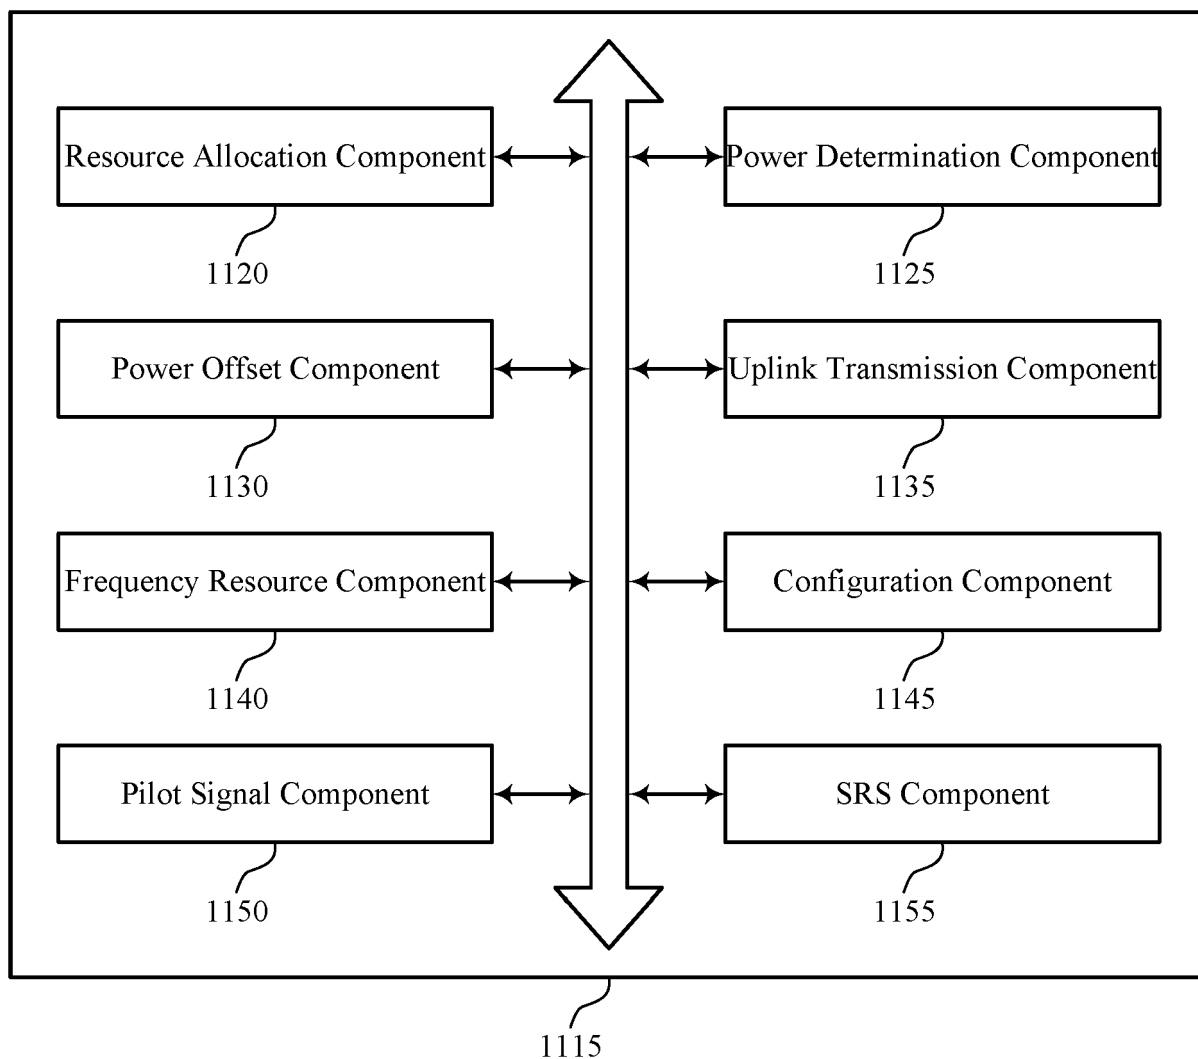 Resource Allocation Component
Power Determination Component
1120
1125
Power Offset Component
Uplink Transmission Component
1130
1135
Frequency Resource Component
Configuration Component
1140
1145
Pilot Signal Component
SRS Component
1150
1155
1115